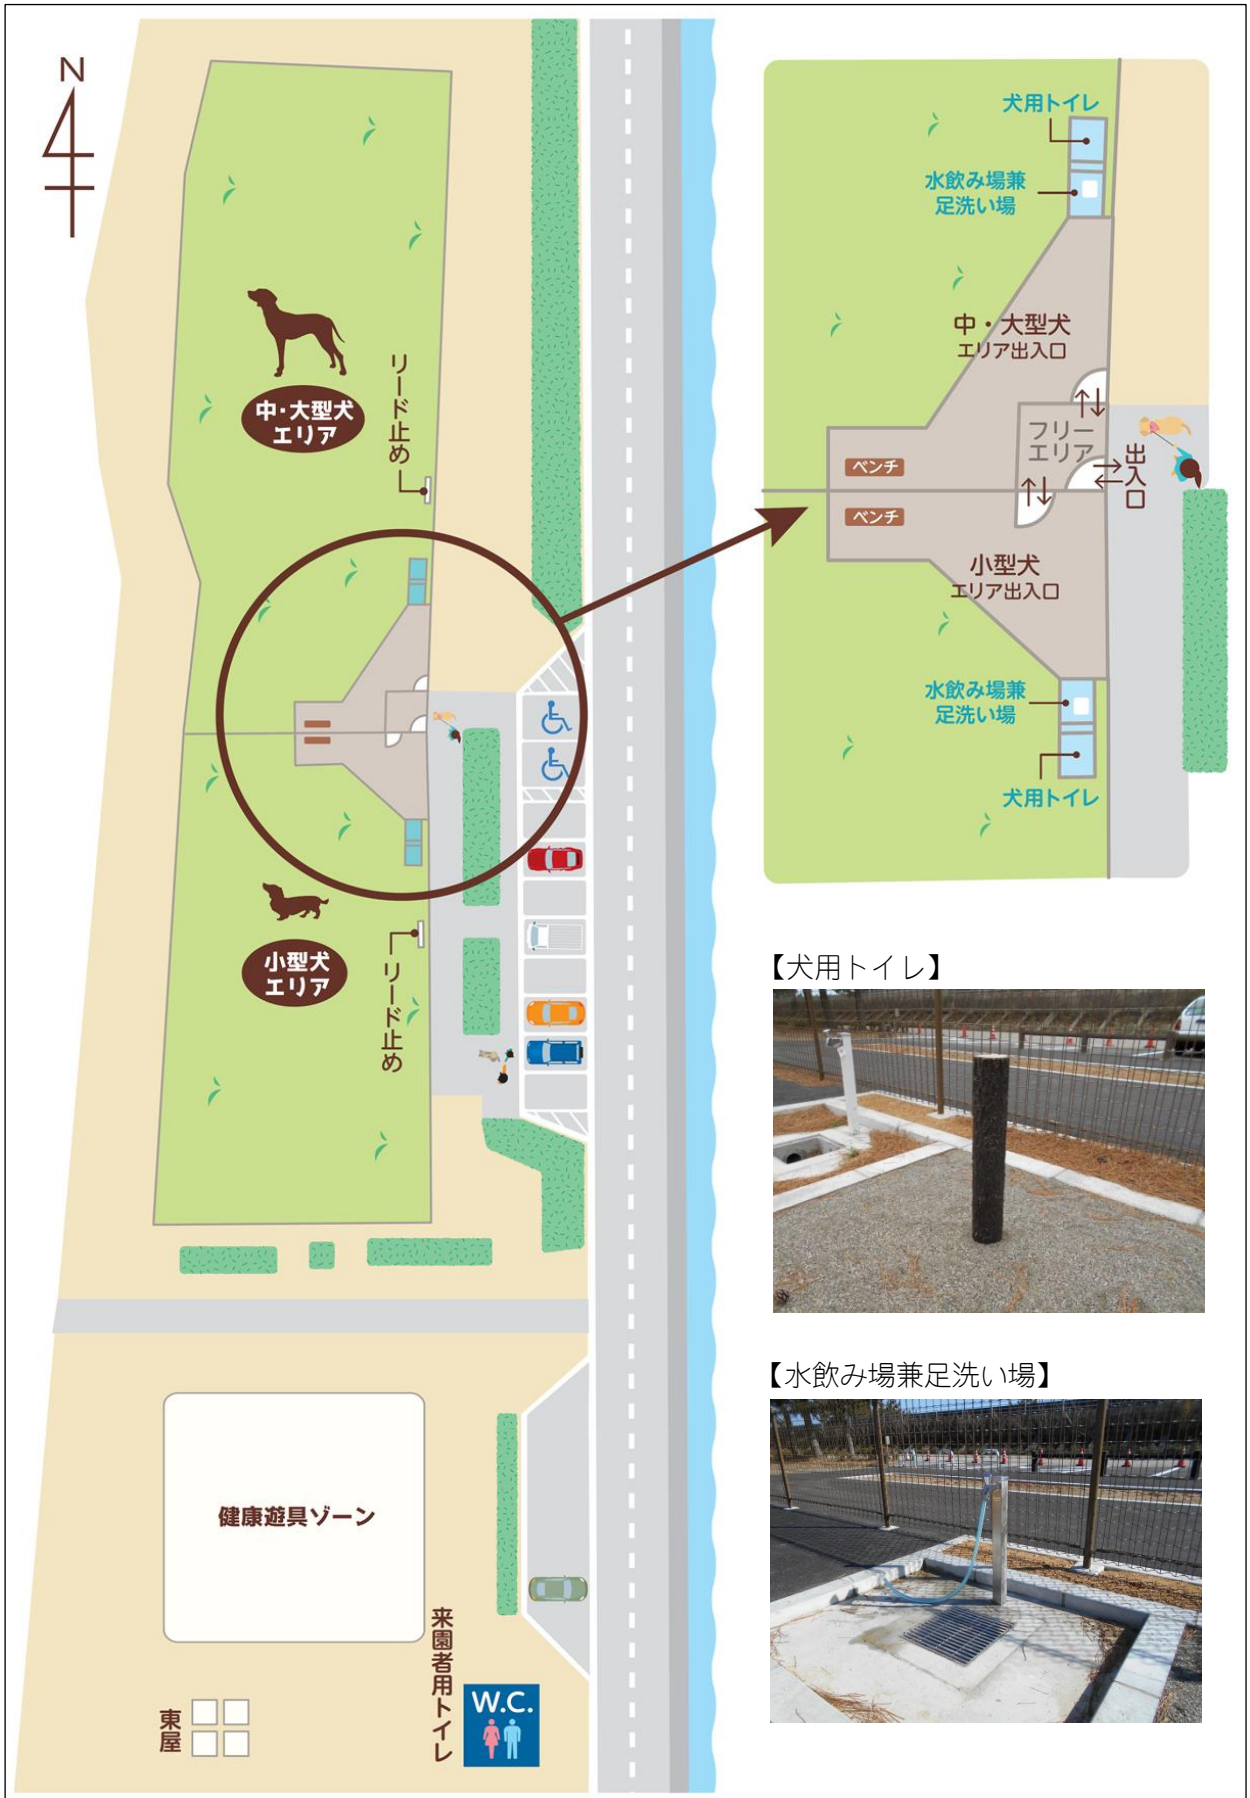 N
中・大型犬
エリア
リード止め
小型犬
エリア
リード止め
健康遊具ゾーン
東屋
来園者用トイレ
W.C.
犬用トイレ
水飲み場兼
足洗い場
中・大型犬
エリア出入口
フリー
エリア
出入口
ベンチ
ベンチ
小型犬
エリア出入口
水飲み場兼
足洗い場
犬用トイレ
【犬用トイレ】
【水飲み場兼足洗い場】